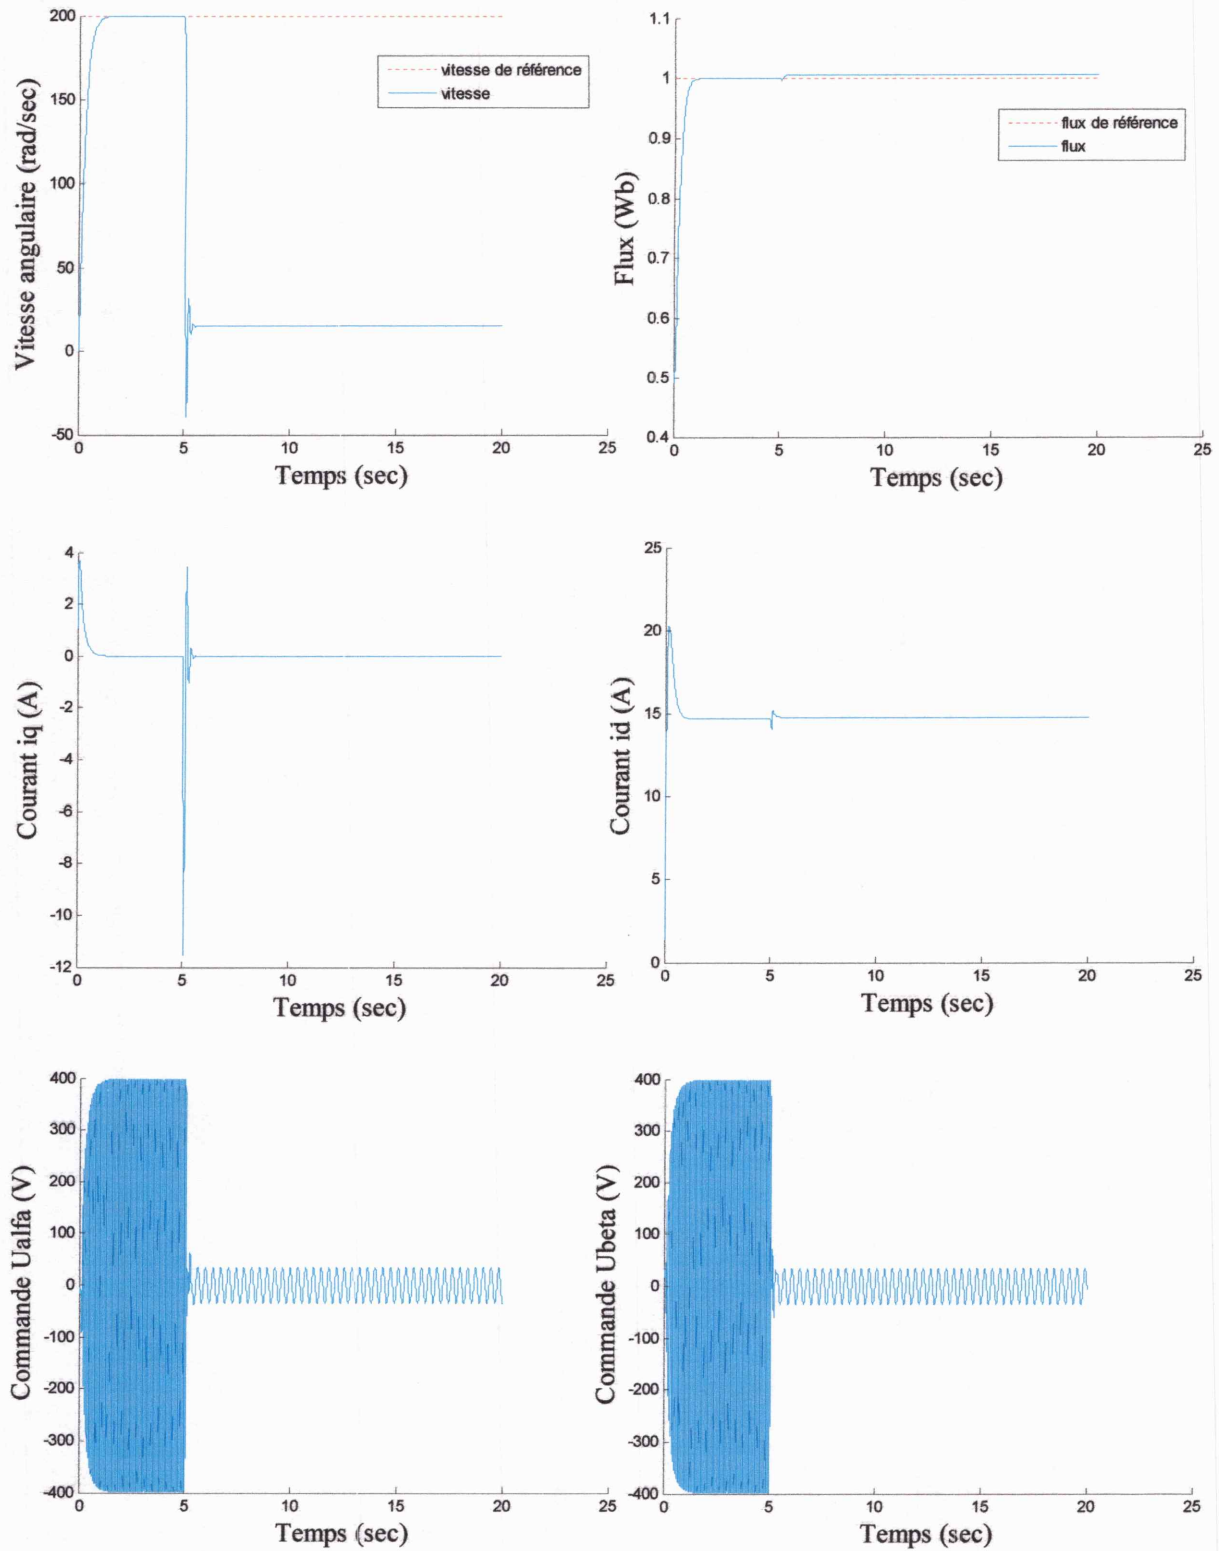 200
150
100
50
0
-50
Vitesse angulaire (rad/sec)
vitesse de référence
vitesse
0 5 10 15 20 25
Temps (sec)
1.1
1
0.9
0.8
0.7
0.6
0.5
0.4
Flux (Wb)
flux de référence
flux
0 5 10 15 20 25
Temps (sec)
4
2
0
-2
-4
-6
-8
-10
-12
Courant iq (A)
0 5 10 15 20 25
Temps (sec)
25
20
15
10
5
0
Courant id (A)
0 5 10 15 20 25
Temps (sec)
400
300
200
100
0
-100
-200
-300
-400
Commande Ualfa (V)
0 5 10 15 20 25
Temps (sec)
400
300
200
100
0
-100
-200
-300
-400
Commande Ubeta (V)
0 5 10 15 20 25
Temps (sec)